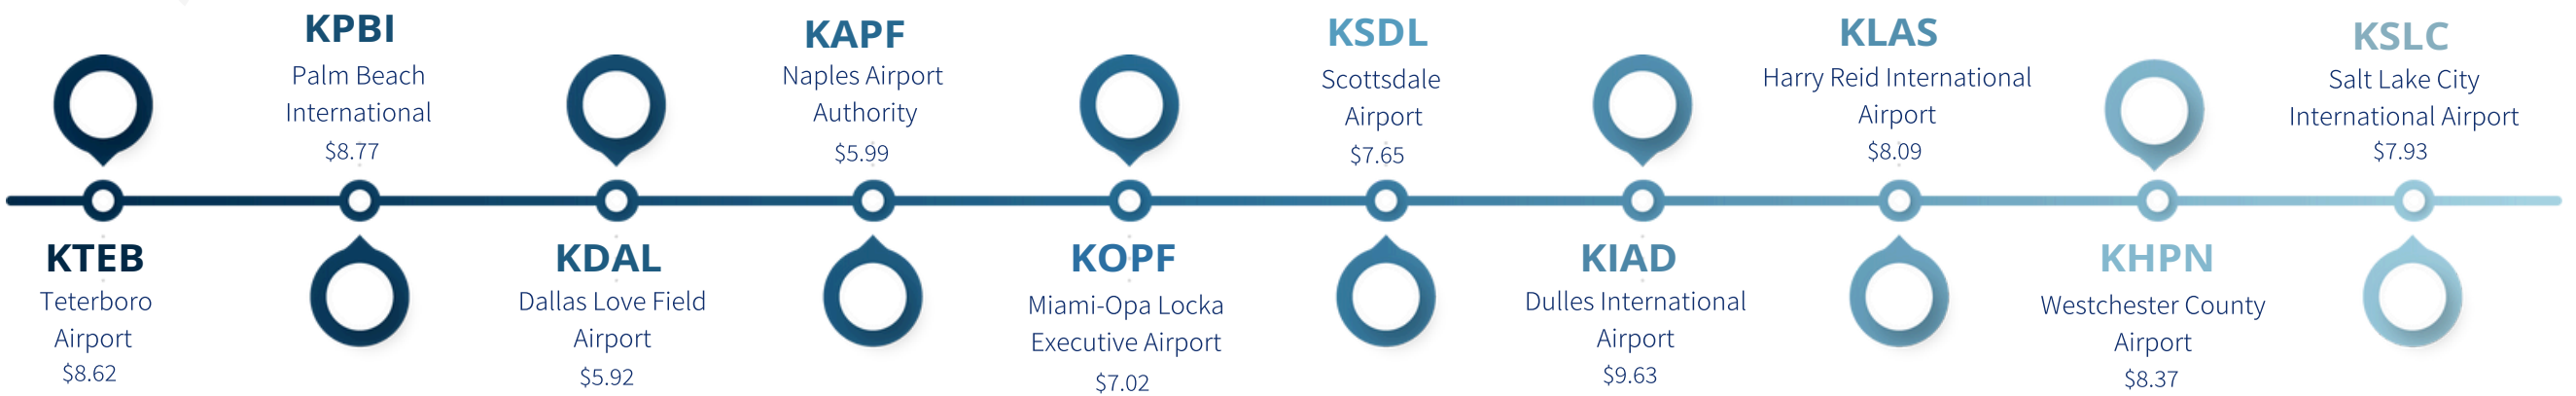 KTEB
Teterboro
Airport
$8.62
KPBI
Palm Beach
International
$8.77
KDAL
Dallas Love Field
Airport
$5.92
KAPF
Naples Airport
Authority
$5.99
KOPF
Miami-Opa Locka
Executive Airport
$7.02
KSDL
Scottsdale
Airport
$7.65
KIAD
Dulles International
Airport
$9.63
KLAS
Harry Reid International
Airport
$8.09
KHPN
Westchester County
Airport
$8.37
KSLC
Salt Lake City
International Airport
$7.93